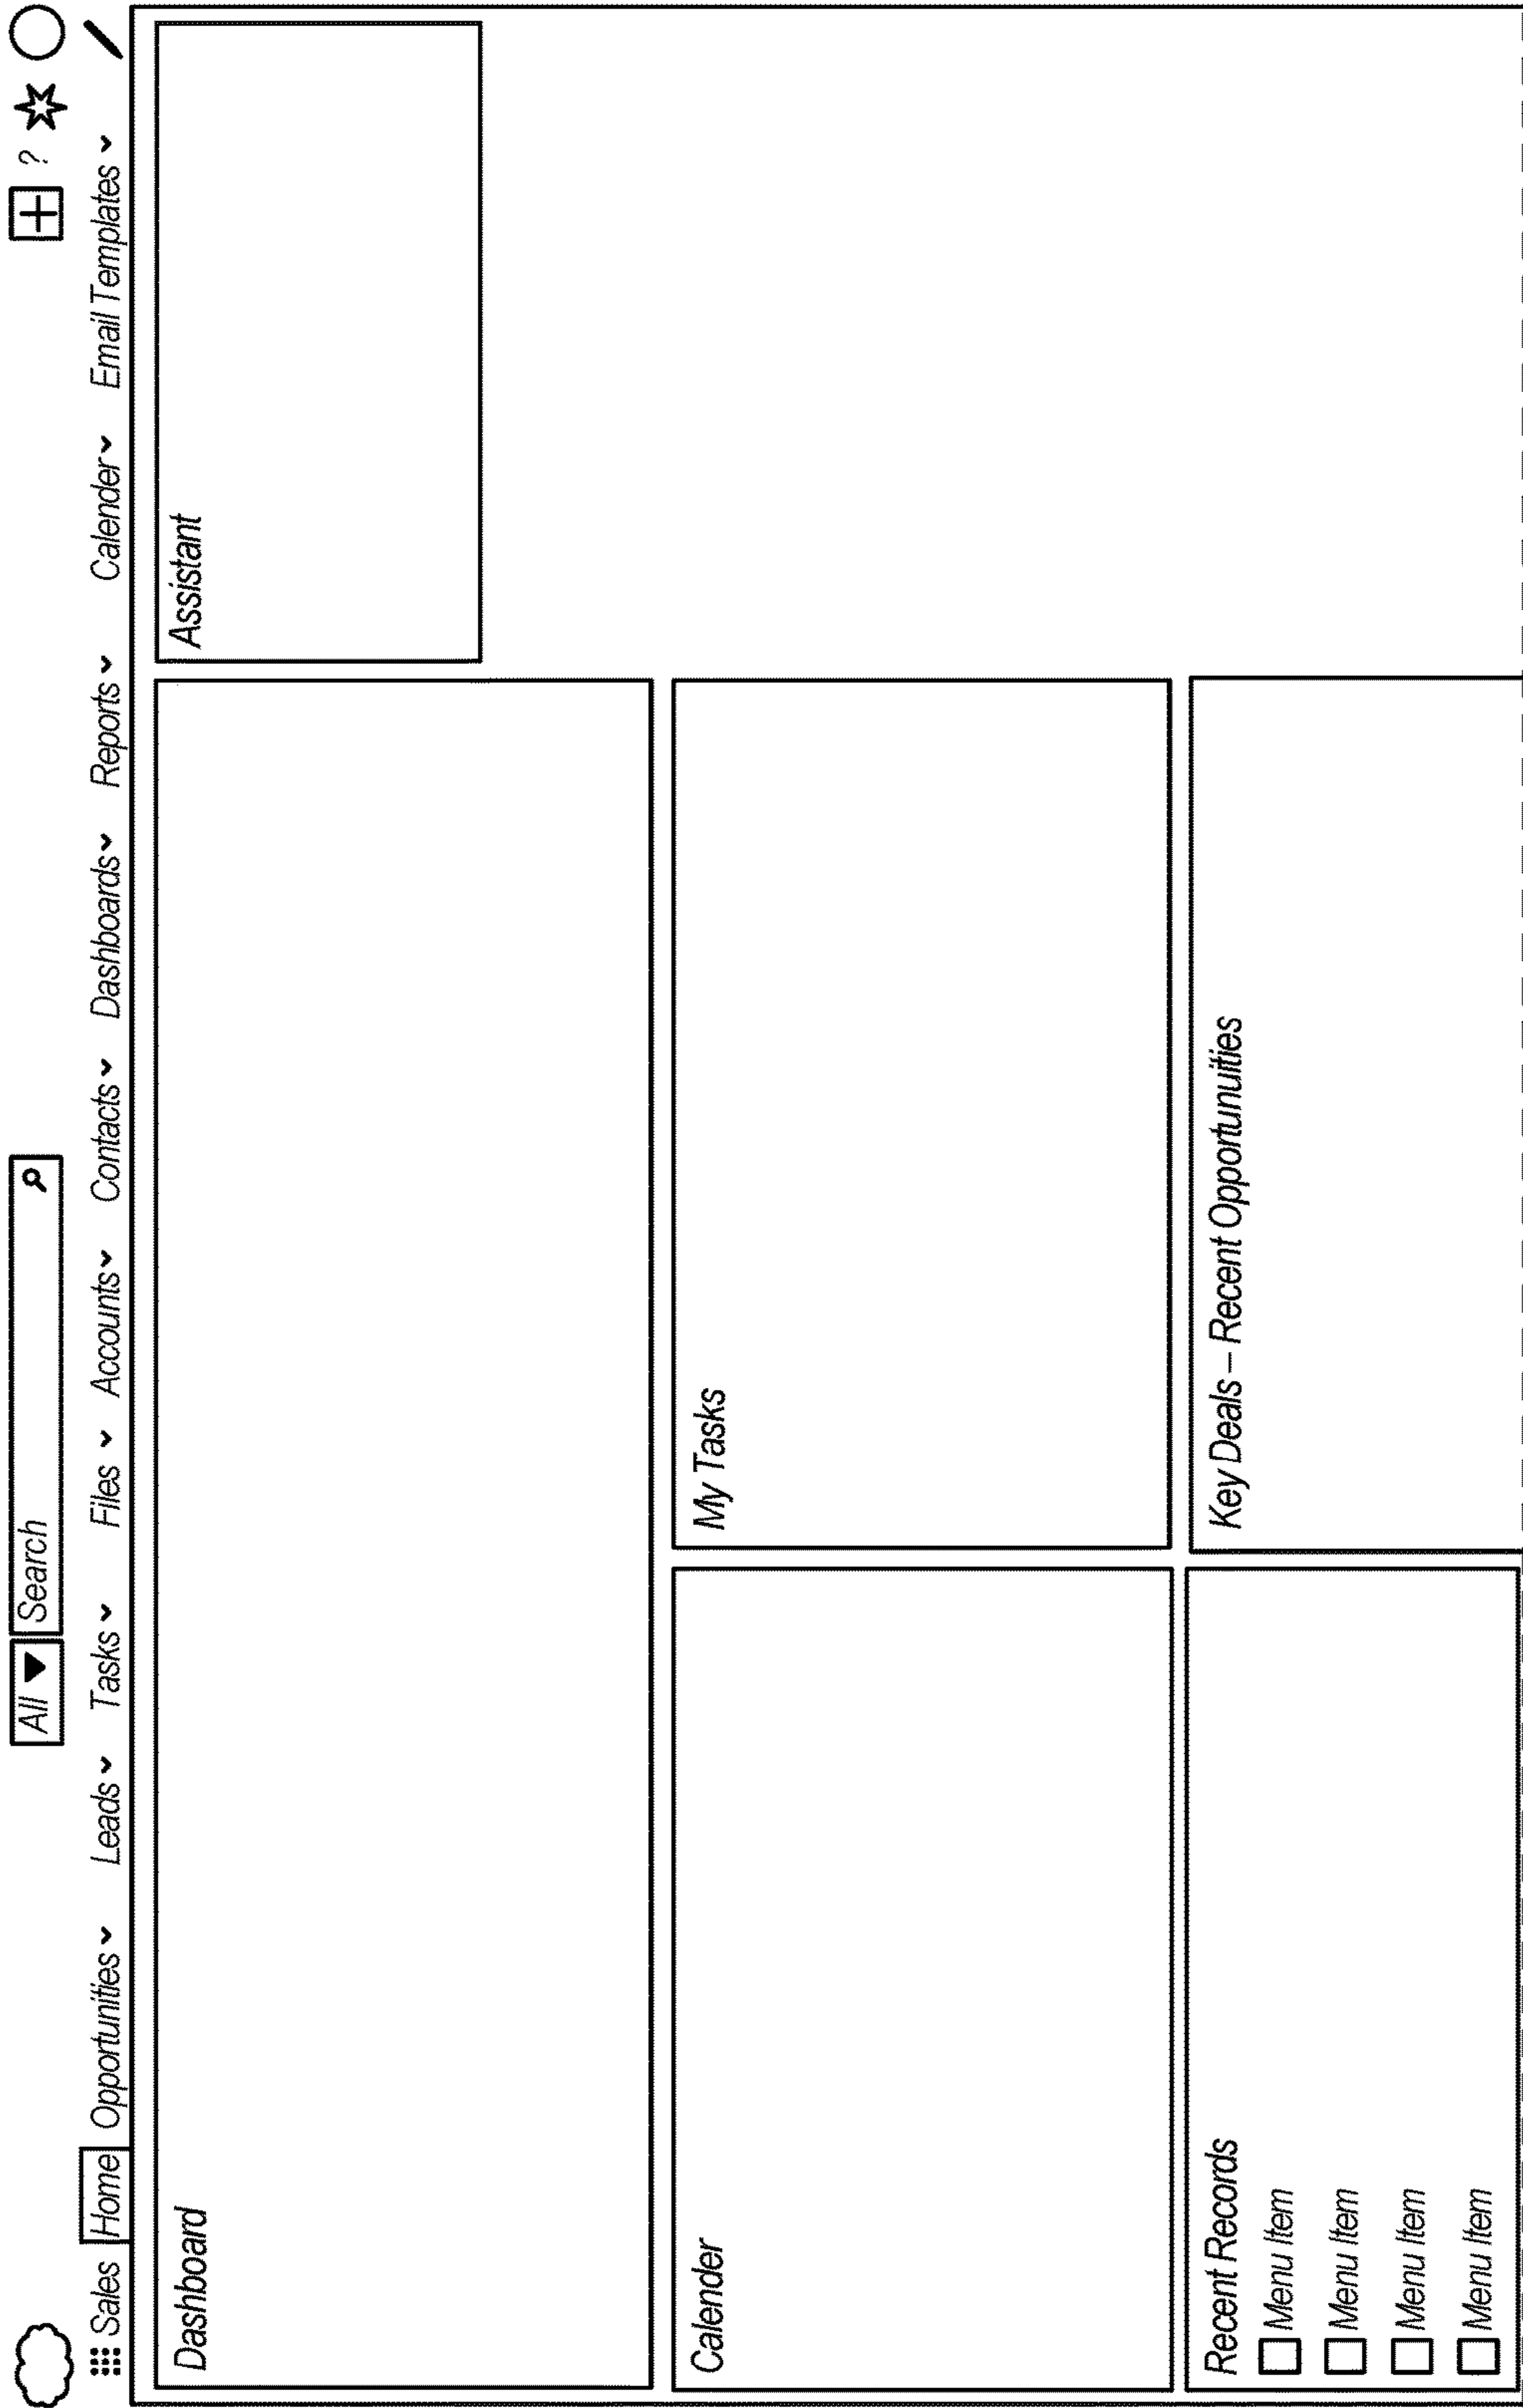 All Search ?
Sales Home Opportunities Leads Tasks Files Accounts Contacts Dashboards Reports Calender Email Templates
Dashboard
Assistant
Calender
My Tasks
Recent Records
Menu Item
Menu Item
Menu Item
Menu Item
Key Deals – Recent Opportunuities